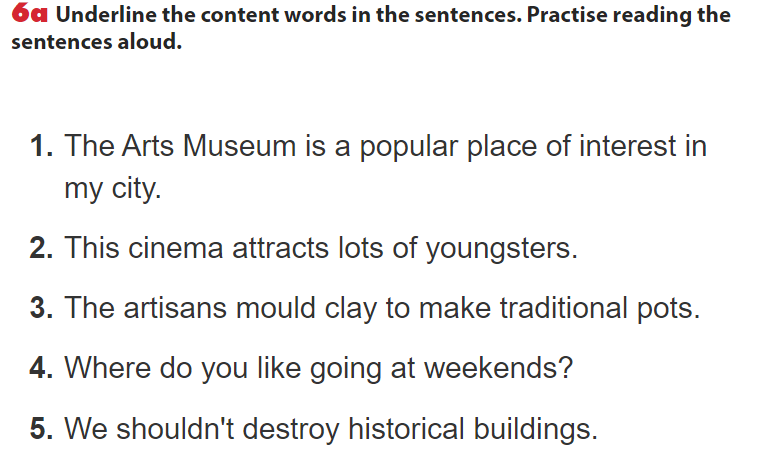 6a Underline the content words in the sentences. Practise reading the
sentences aloud.
1. The Arts Museum is a popular place of interest in
my city.
2. This cinema attracts lots of youngsters.
3. The artisans mould clay to make traditional pots.
4. Where do you like going at weekends?
5. We shouldn't destroy historical buildings.